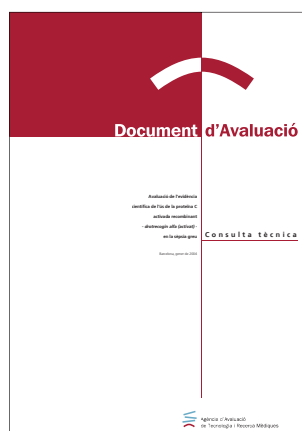 Document d'Avaluació
Avaluació de l'evidència
científica de l'ús de la proteïna C
activada recombinant
- drotrecogin alfa (activat) -
en la sèpsia greu
Consulta tècnica
Barcelona, gener de 2003
Agència d'Avaluació
de Tecnologia i Recerca Mèdiques